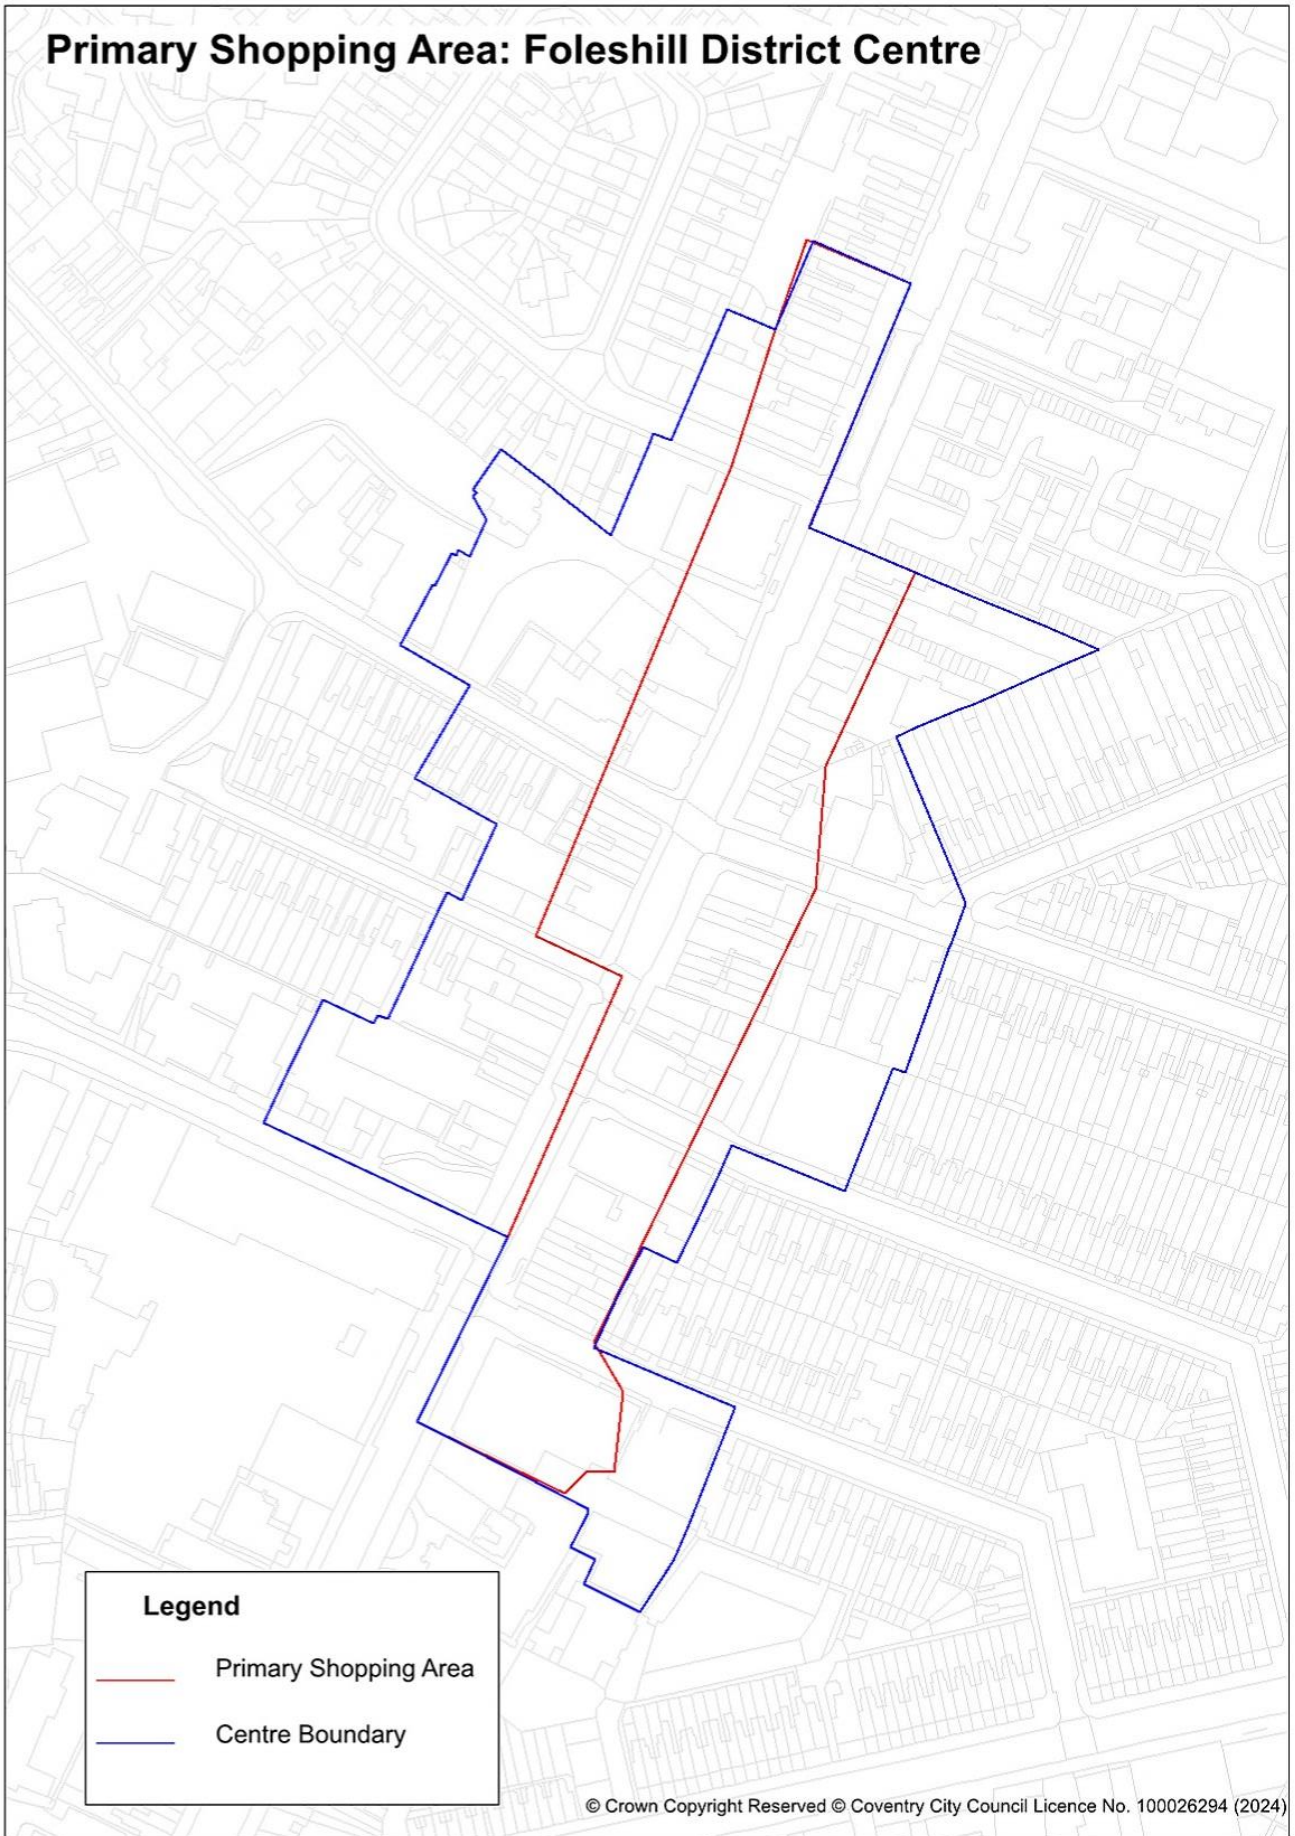 Primary Shopping Area: Foleshill District Centre
Legend
Primary Shopping Area
Centre Boundary
© Crown Copyright Reserved © Coventry City Council Licence No. 100026294 (2024)